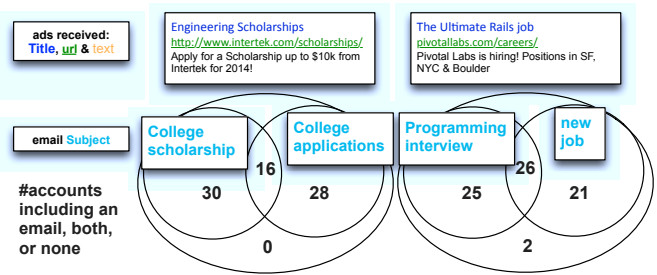 ads received:
Title, url & text
Engineering Scholarships
http://www.intertek.com/scholarships/
Apply for a Scholarship up to $10k from
Intertek for 2014!
The Ultimate Rails job
pivotallabs.com/careers/
Pivotal Labs is hiring! Positions in SF,
NYC & Boulder
email Subject
College
scholarship
College
applications
Programming
interview
new
job
16
30
28
0
26
25
21
2
#accounts
including an
email, both,
or none